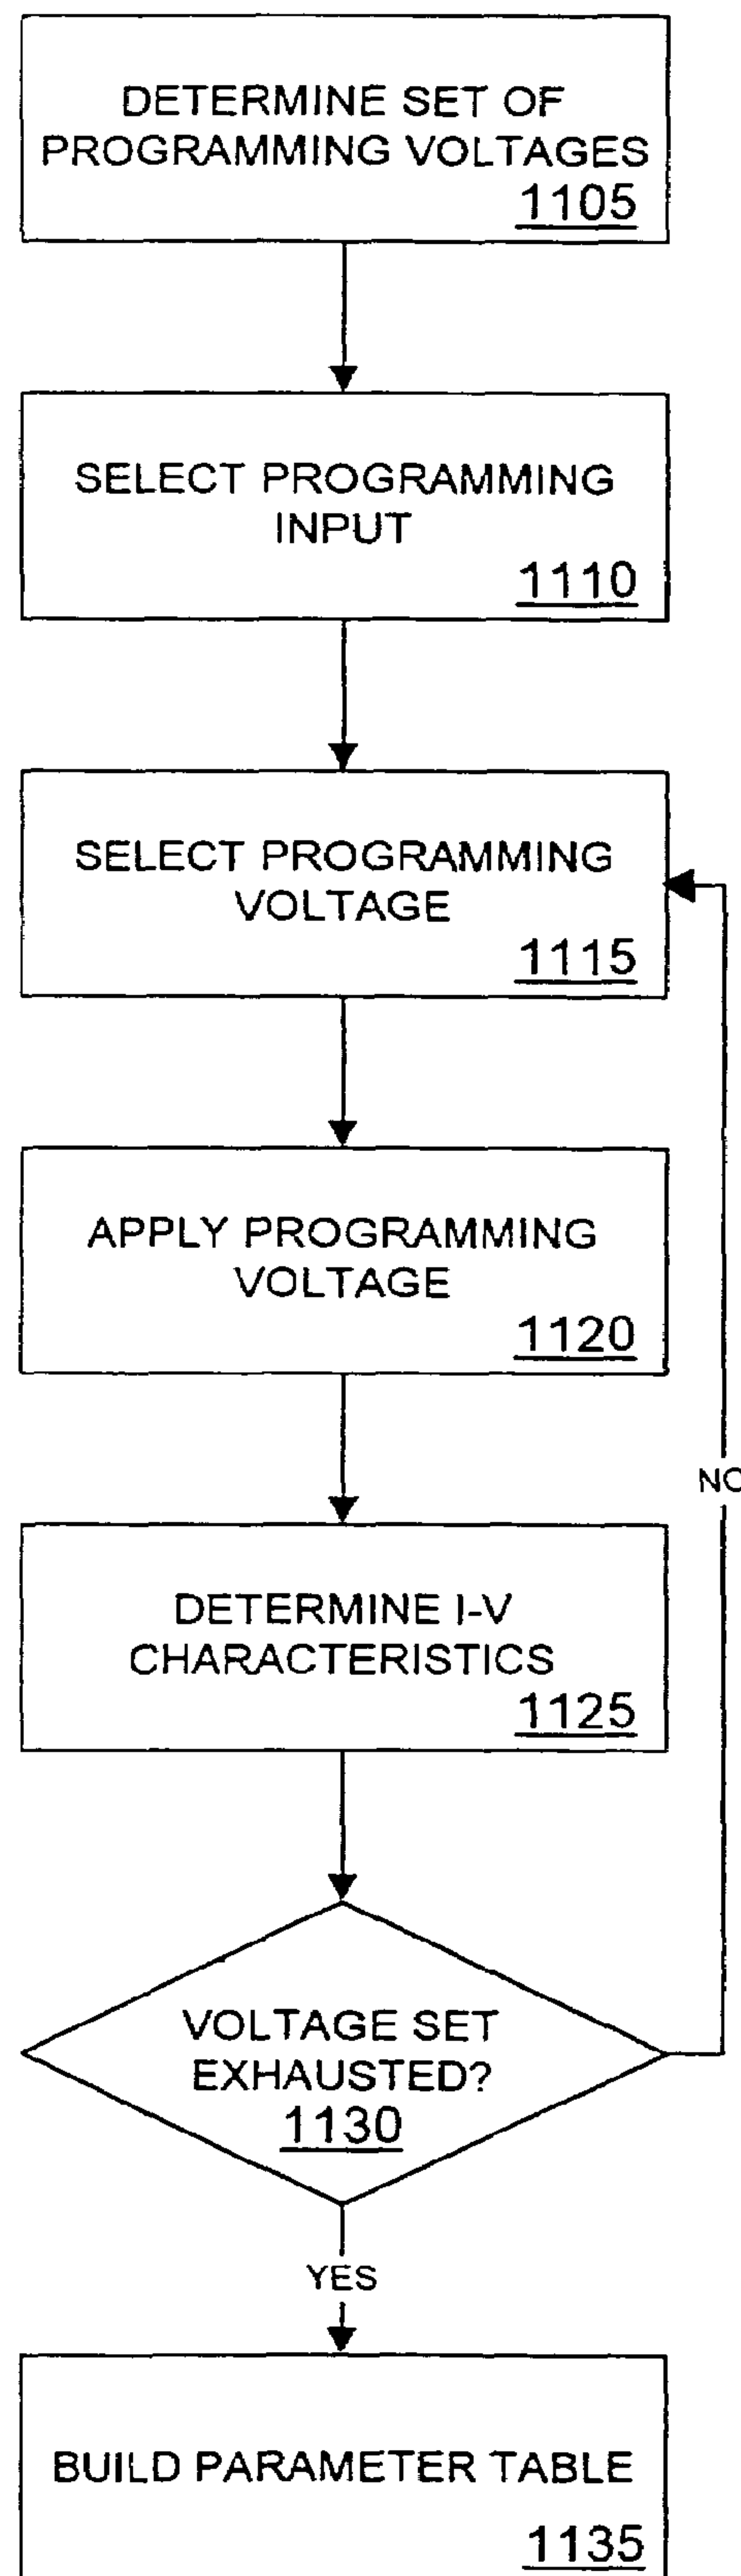 DETERMINE SET OF
PROGRAMMING VOLTAGES
1105
SELECT PROGRAMMING
INPUT
1110
SELECT PROGRAMMING
VOLTAGE
1115
APPLY PROGRAMMING
VOLTAGE
1120
NO
DETERMINE I-V
CHARACTERISTICS
1125
VOLTAGE SET
EXHAUSTED?
1130
YES
BUILD PARAMETER TABLE
1135